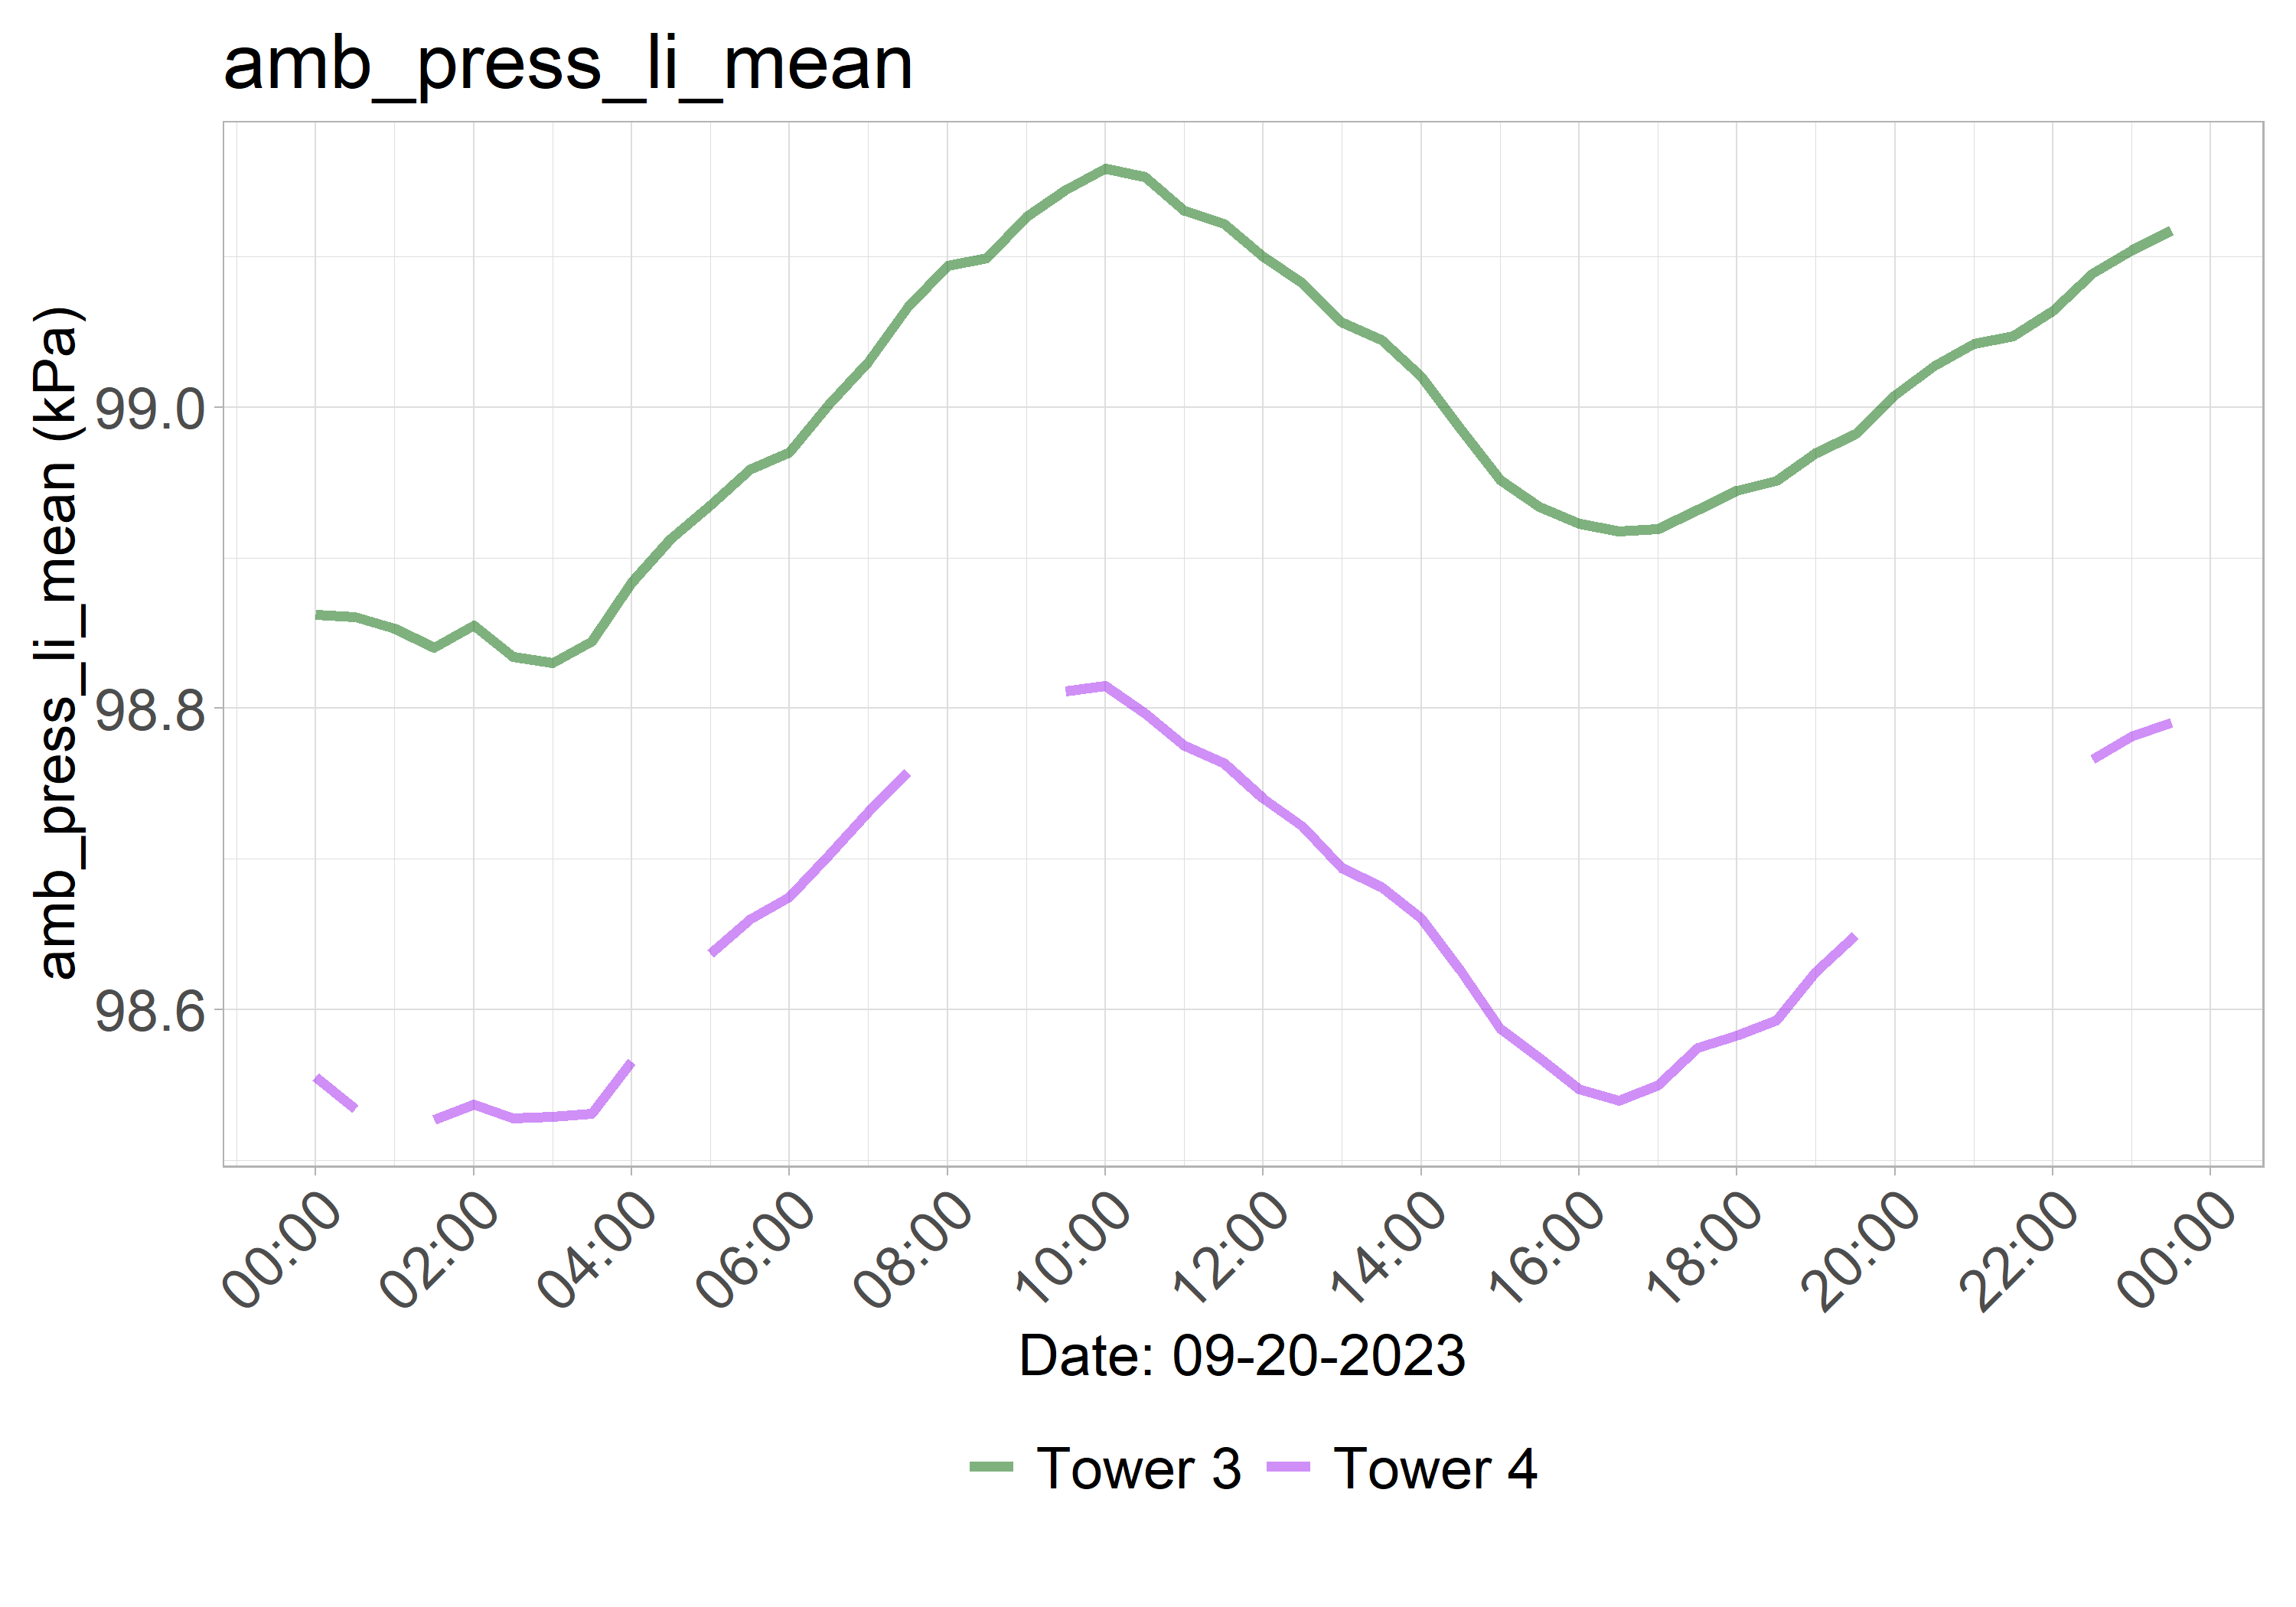 amb_press_li_mean
amb_press_li_mean (kPa)
99.0
98.8
98.6
00:00 02:00 04:00 06:00 08:00 10:00 12:00 14:00 16:00 18:00 20:00 22:00 00:00
Date: 09-20-2023
Tower 3 Tower 4